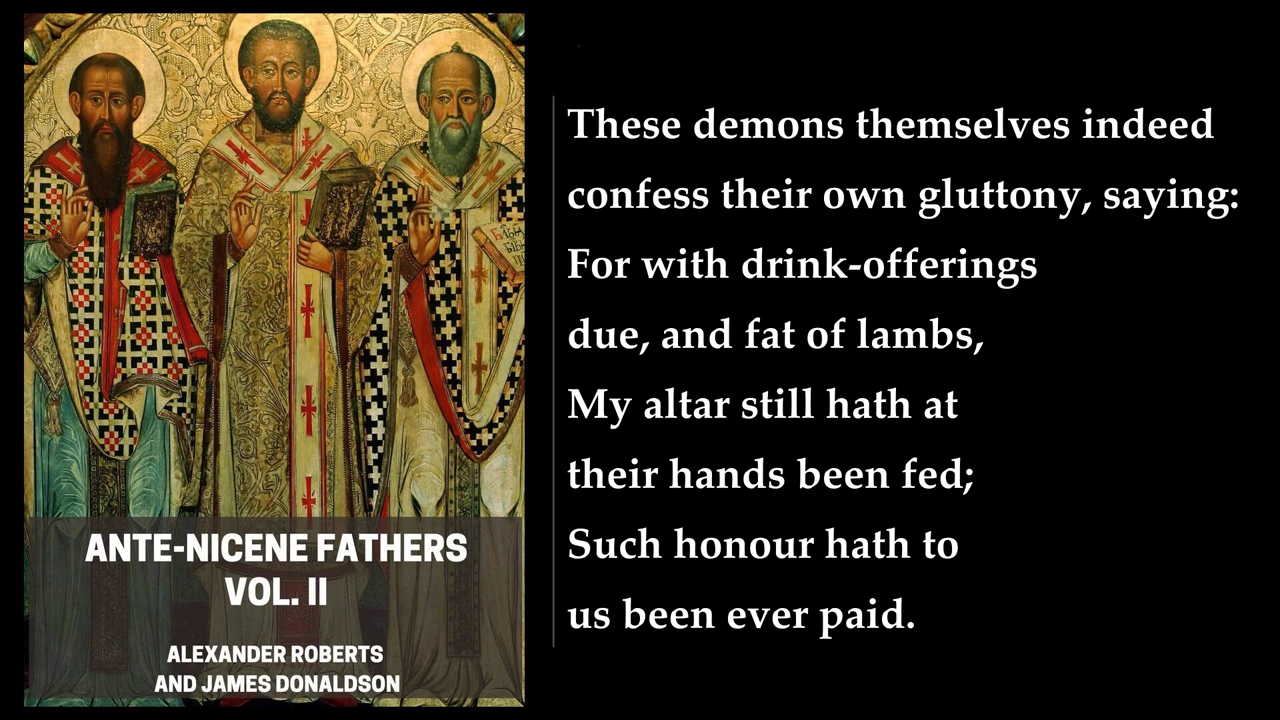 These demons themselves indeed
confess their own gluttony, saying:
For with drink-offerings
due, and fat of lambs,
My altar still hath at
their hands been fed;
Such honour hath to
us been ever paid.
ANTE-NICENE FATHERS
VOL. II
ALEXANDER ROBERTS
AND JAMES DONALDSON